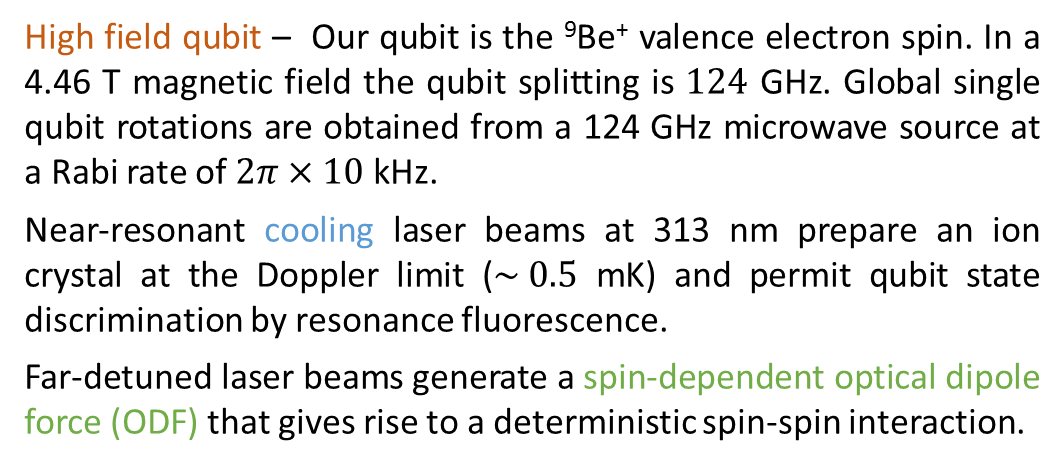 High field qubit – Our qubit is the ⁹Be⁺ valence electron spin. In a
4.46 T magnetic field the qubit splitting is 124 GHz. Global single
qubit rotations are obtained from a 124 GHz microwave source at
a Rabi rate of 2π × 10 kHz.
Near-resonant cooling laser beams at 313 nm prepare an ion
crystal at the Doppler limit (~ 0.5 mK) and permit qubit state
discrimination by resonance fluorescence.
Far-detuned laser beams generate a spin-dependent optical dipole
force (ODF) that gives rise to a deterministic spin-spin interaction.